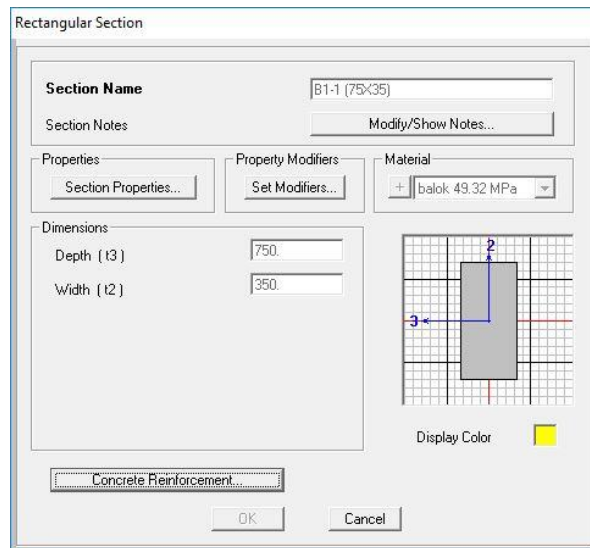 Rectangular Section
Section Name
B1-1 (75X35)
Section Notes
Modify/Show Notes...
Properties
Section Properties...
Property Modifiers
Set Modifiers...
Material
+
balok 49.32 MPa
Dimensions
Depth ( t3 )
750.
Width ( t2 )
350.
2
3
Display Color
Concrete Reinforcement...
OK
Cancel